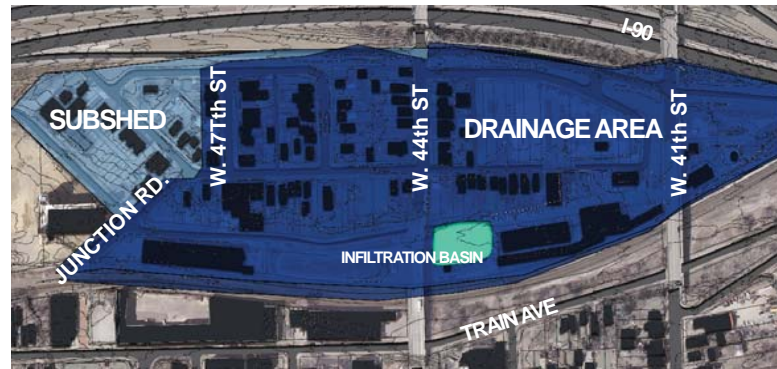 I-90
SUBSHED
W. 47Tth ST
W. 44th ST
DRAINAGE AREA
W. 41th ST
JUNCTION RD.
INFILTRATION BASIN
TRAIN AVE